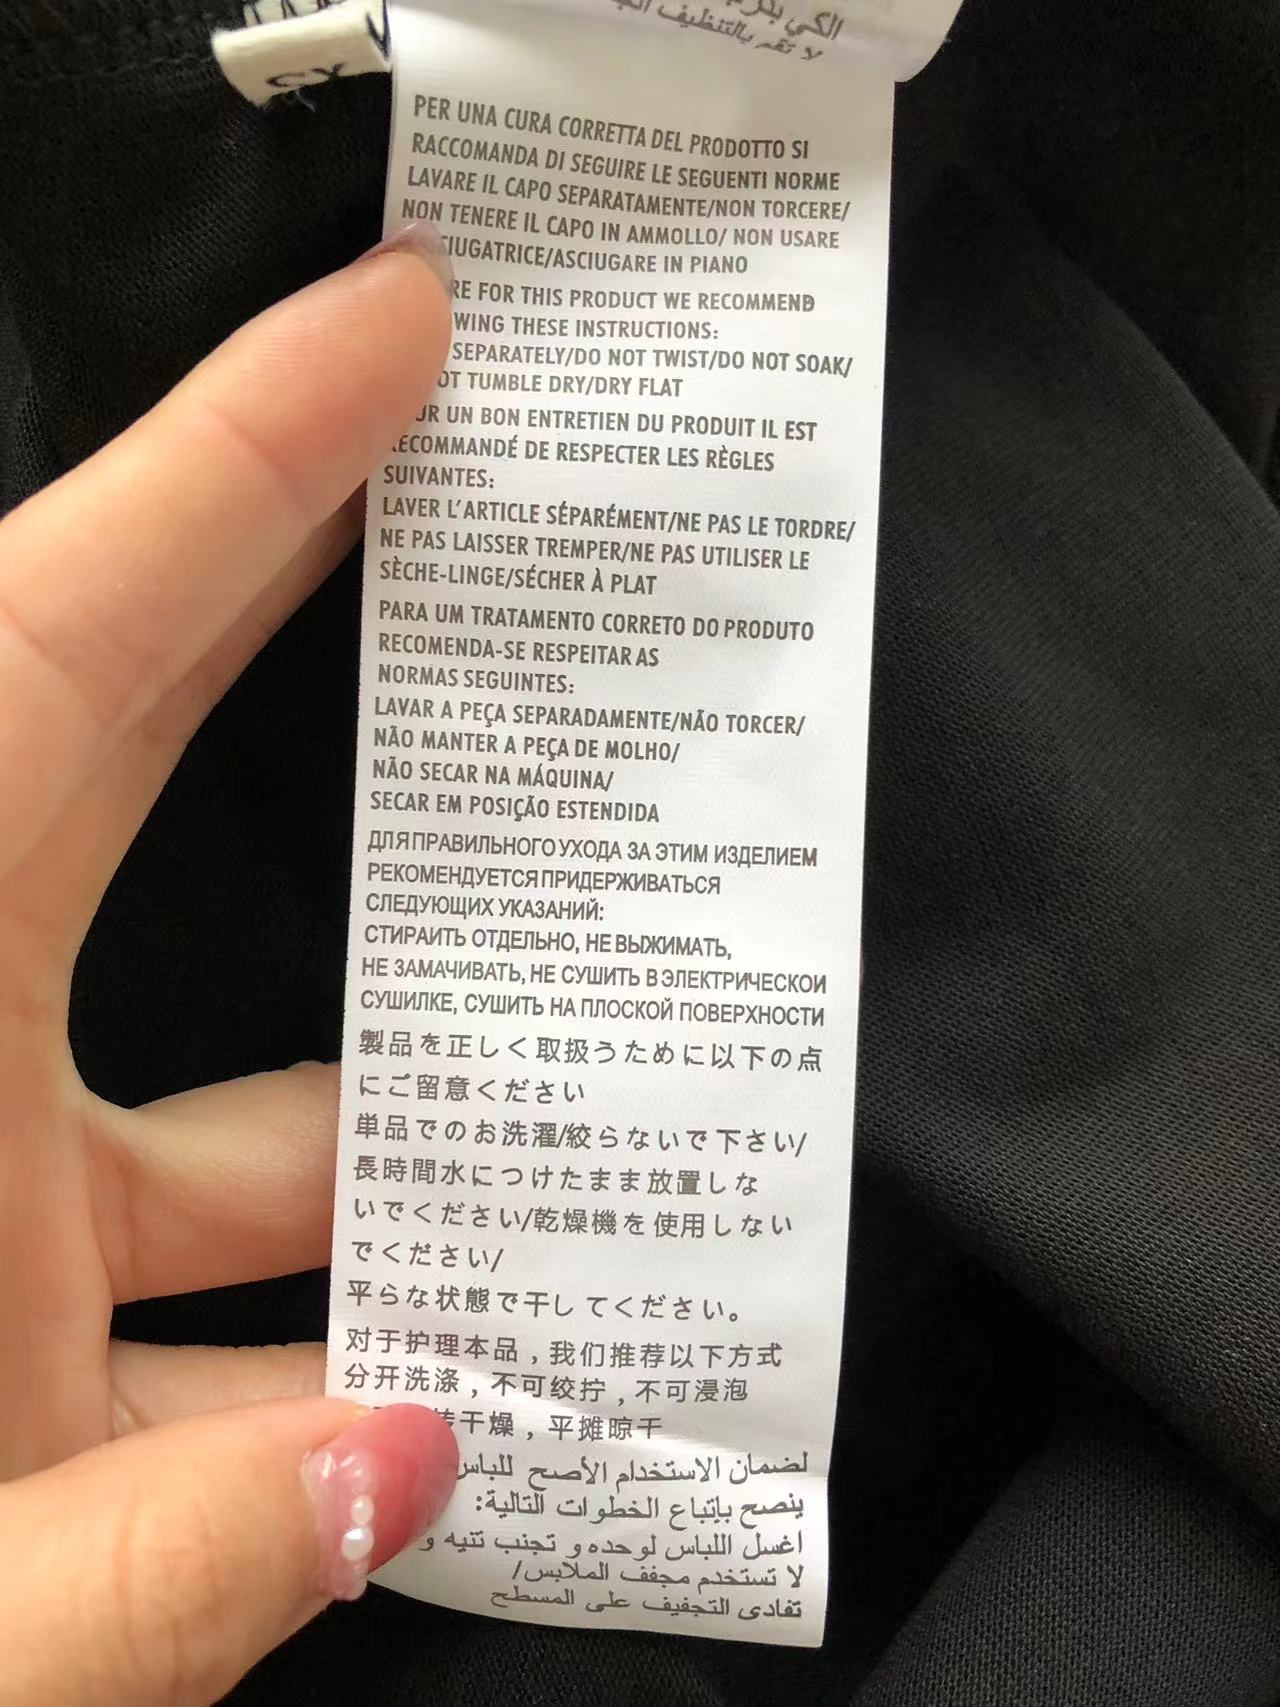 الكي بدرجة
لا تقم بالتنظيف
PER UNA CURA CORRETTA DEL PRODOTTO SI
RACCOMANDA DI SEGUIRE LE SEGUENTI NORME
LAVARE IL CAPO SEPARATAMENTE/NON TORCERE/
NON TENERE IL CAPO IN AMMOLLO/ NON USARE
CIUGATRICE/ASCIUGARE IN PIANO
RE FOR THIS PRODUCT WE RECOMMEND
WING THESE INSTRUCTIONS:
SEPARATELY/DO NOT TWIST/DO NOT SOAK/
OT TUMBLE DRY/DRY FLAT
UR UN BON ENTRETIEN DU PRODUIT IL EST
RECOMMANDÉ DE RESPECTER LES RÈGLES
SUIVANTES:
LAVER L'ARTICLE SÉPARÉMENT/NE PAS LE TORDRE/
NE PAS LAISSER TREMPER/NE PAS UTILISER LE
SÈCHE-LINGE/SÉCHER À PLAT
PARA UM TRATAMENTO CORRETO DO PRODUTO
RECOMENDA-SE RESPEITAR AS
NORMAS SEGUINTES:
LAVAR A PEÇA SEPARADAMENTE/NÃO TORCER/
NÃO MANTER A PEÇA DE MOLHO/
NÃO SECAR NA MÁQUINA/
SECAR EM POSIÇÃO ESTENDIDA
ДЛЯ ПРАВИЛЬНОГО УХОДА ЗА ЭТИМ ИЗДЕЛИЕМ
РЕКОМЕНДУЕТСЯ ПРИДЕРЖИВАТЬСЯ
СЛЕДУЮЩИХ УКАЗАНИЙ:
СТИРАИТЬ ОТДЕЛЬНО, НЕ ВЫЖИМАТЬ,
НЕ ЗАМАЧИВАТЬ, НЕ СУШИТЬ В ЭЛЕКТРИЧЕСКОИ
СУШИЛКЕ, СУШИТЬ НА ПЛОСКОЙ ПОВЕРХНОСТИ
製品を正しく取扱うために以下の点
にご留意ください
単品でのお洗濯/絞らないで下さい/
長時間水につけたまま放置しな
いでください/乾燥機を使用しない
でください/
平らな状態で干してください。
对于护理本品，我们推荐以下方式
分开洗涤，不可绞拧，不可浸泡
转干燥，平摊晾干
لضمان الاستخدام الأصح للباس
ينصح بإتباع الخطوات التالية:
اغسل اللباس لوحده و تجنب تنيه و
لا تستخدم مجفف الملابس/
تفادى التجفيف على المسطح